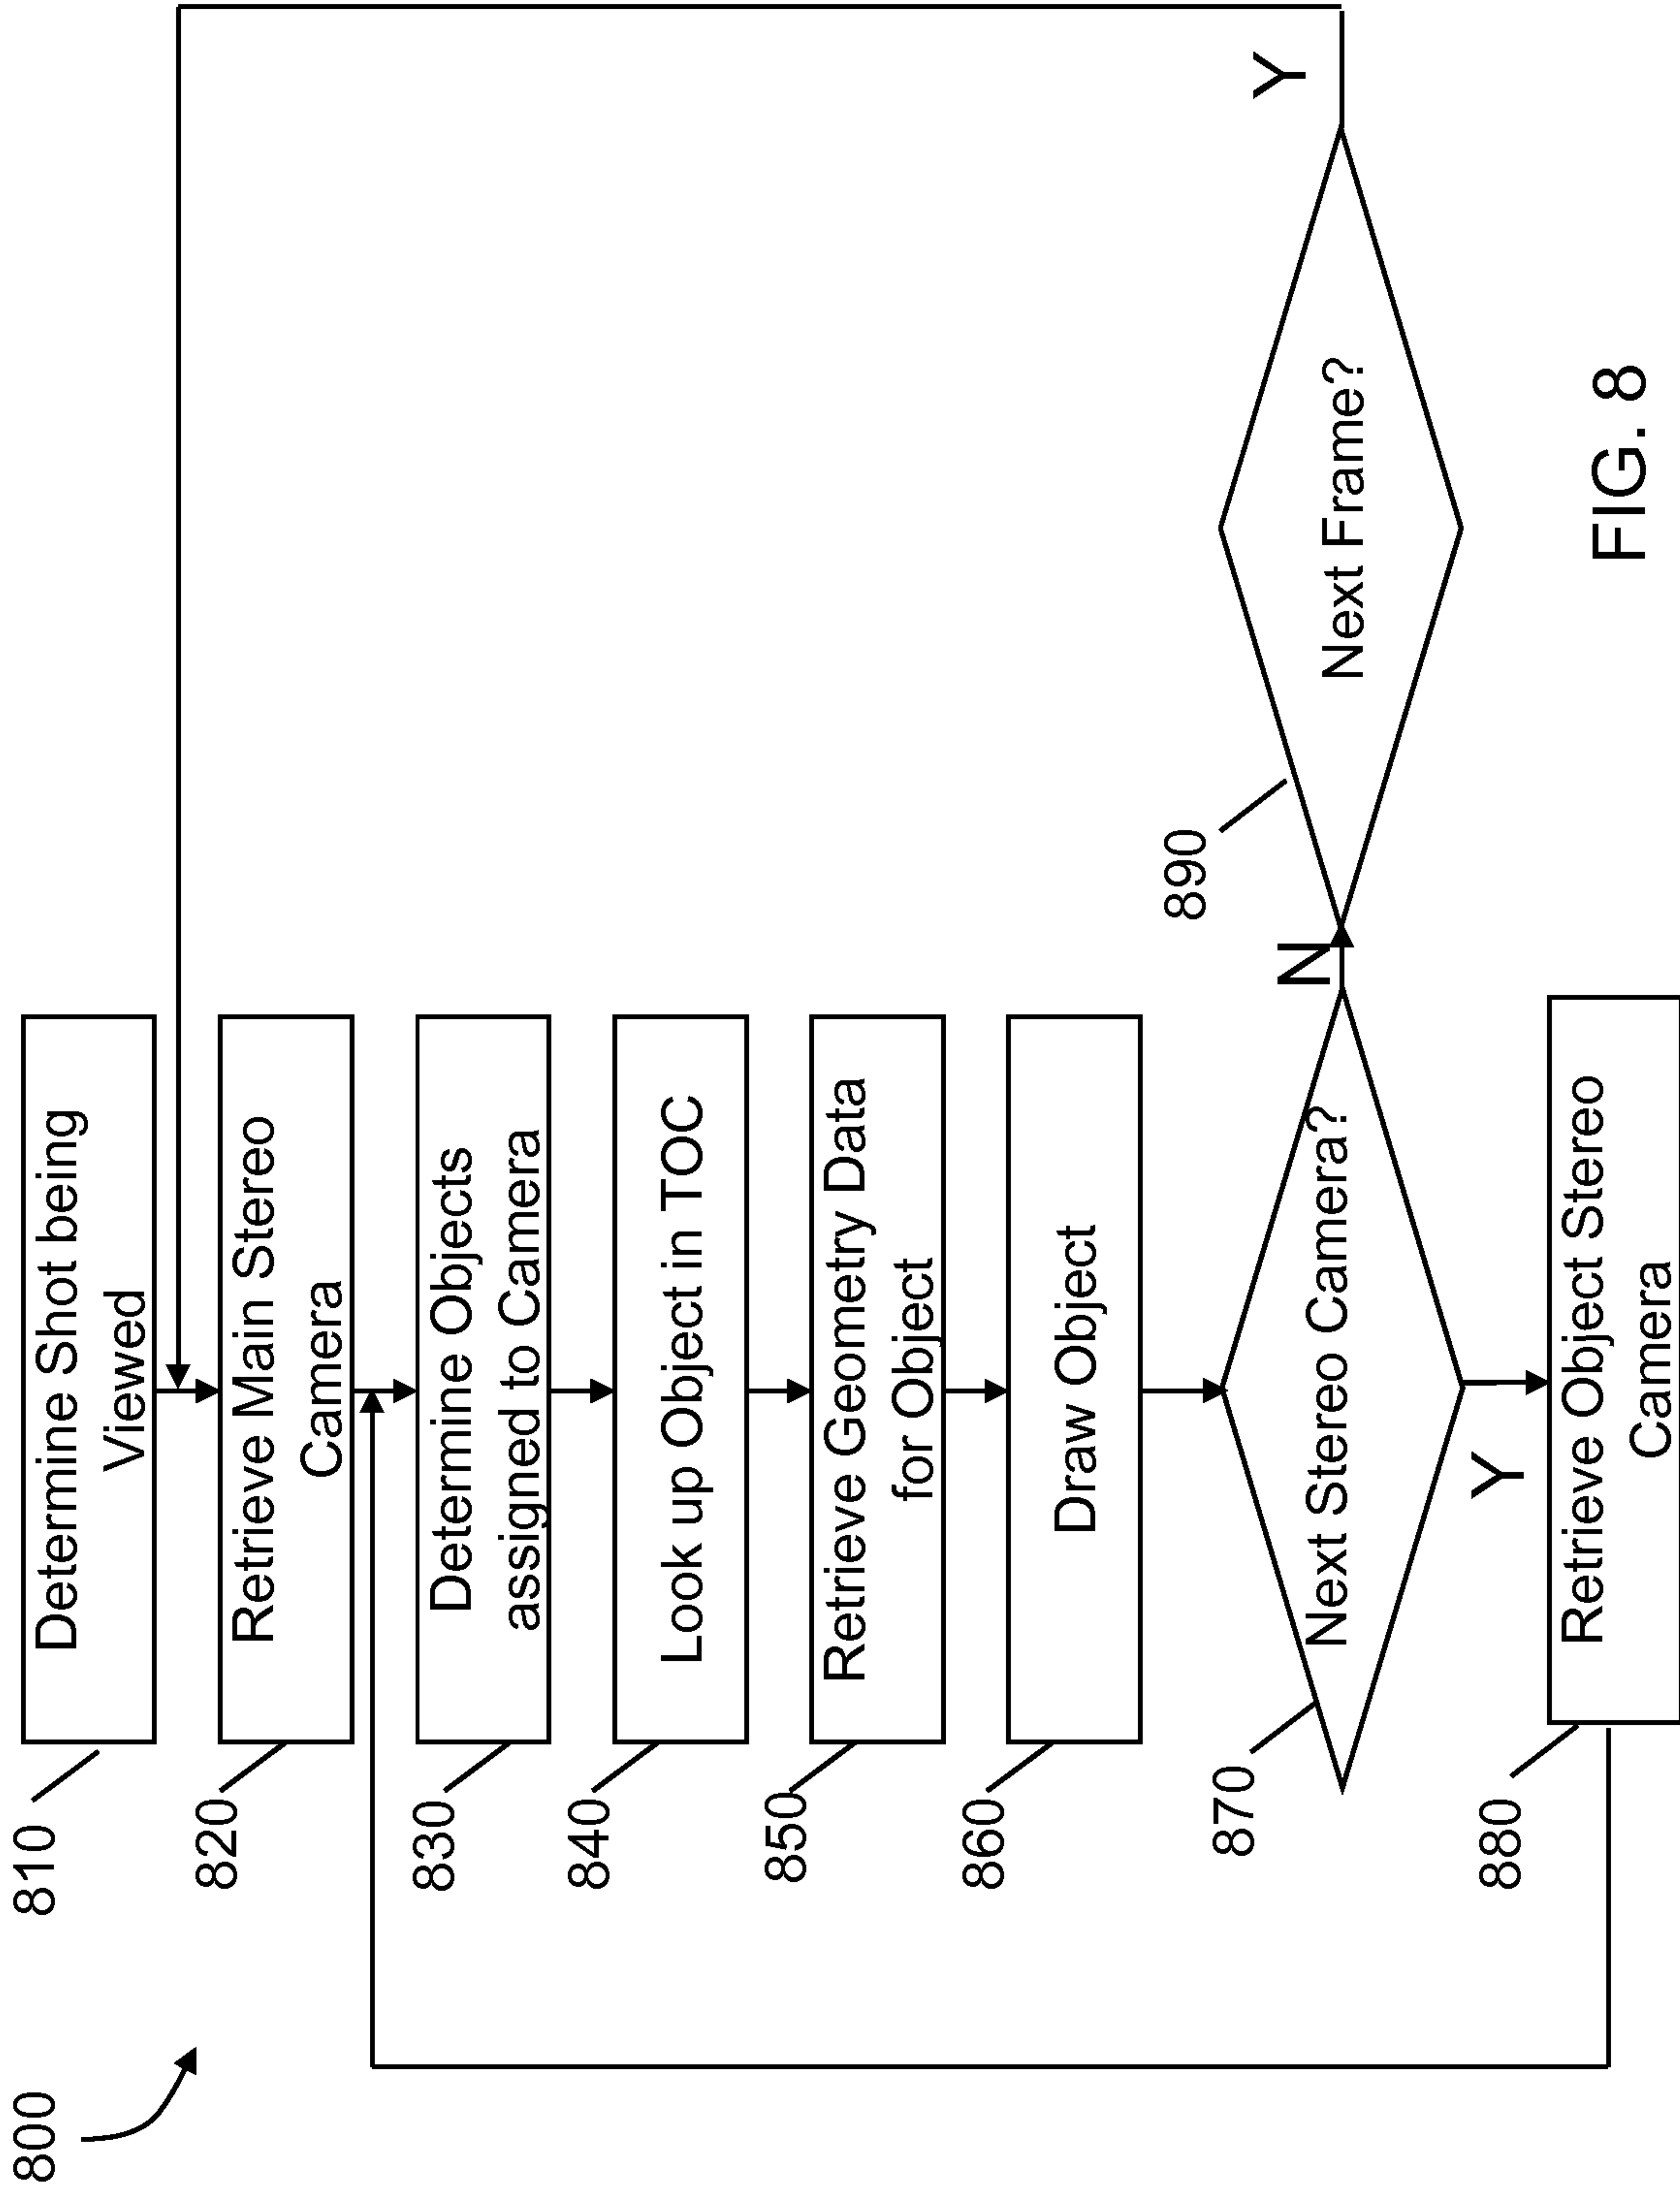 800
810
Determine Shot being
Viewed
820
Retrieve Main Stereo
Camera
830
Determine Objects
assigned to Camera
840
Look up Object in TOC
850
Retrieve Geometry Data
for Object
860
Draw Object
870
Next Stereo Camera?
N
890
Next Frame?
Y
Y
880
Retrieve Object Stereo
Camera
FIG. 8